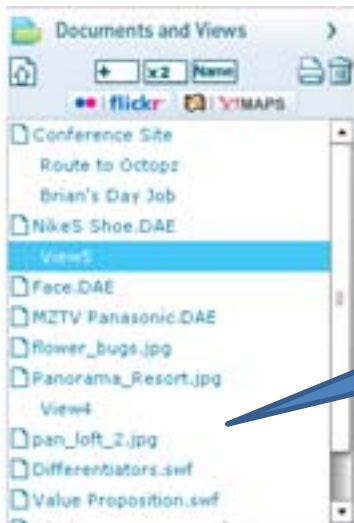 Documents and Views >
+ x2 Name
flickr Y! MAPS
Conference Site
Route to Octopz
Brian's Day Job
Nike5 Shoe.DAE
View5
Face.DAE
MZTV Panasonic.DAE
flower_bugs.jpg
Panorama_Resort.jpg
View4
pan_loft_2.jpg
Differentiators.swf
Value Proposition.swf